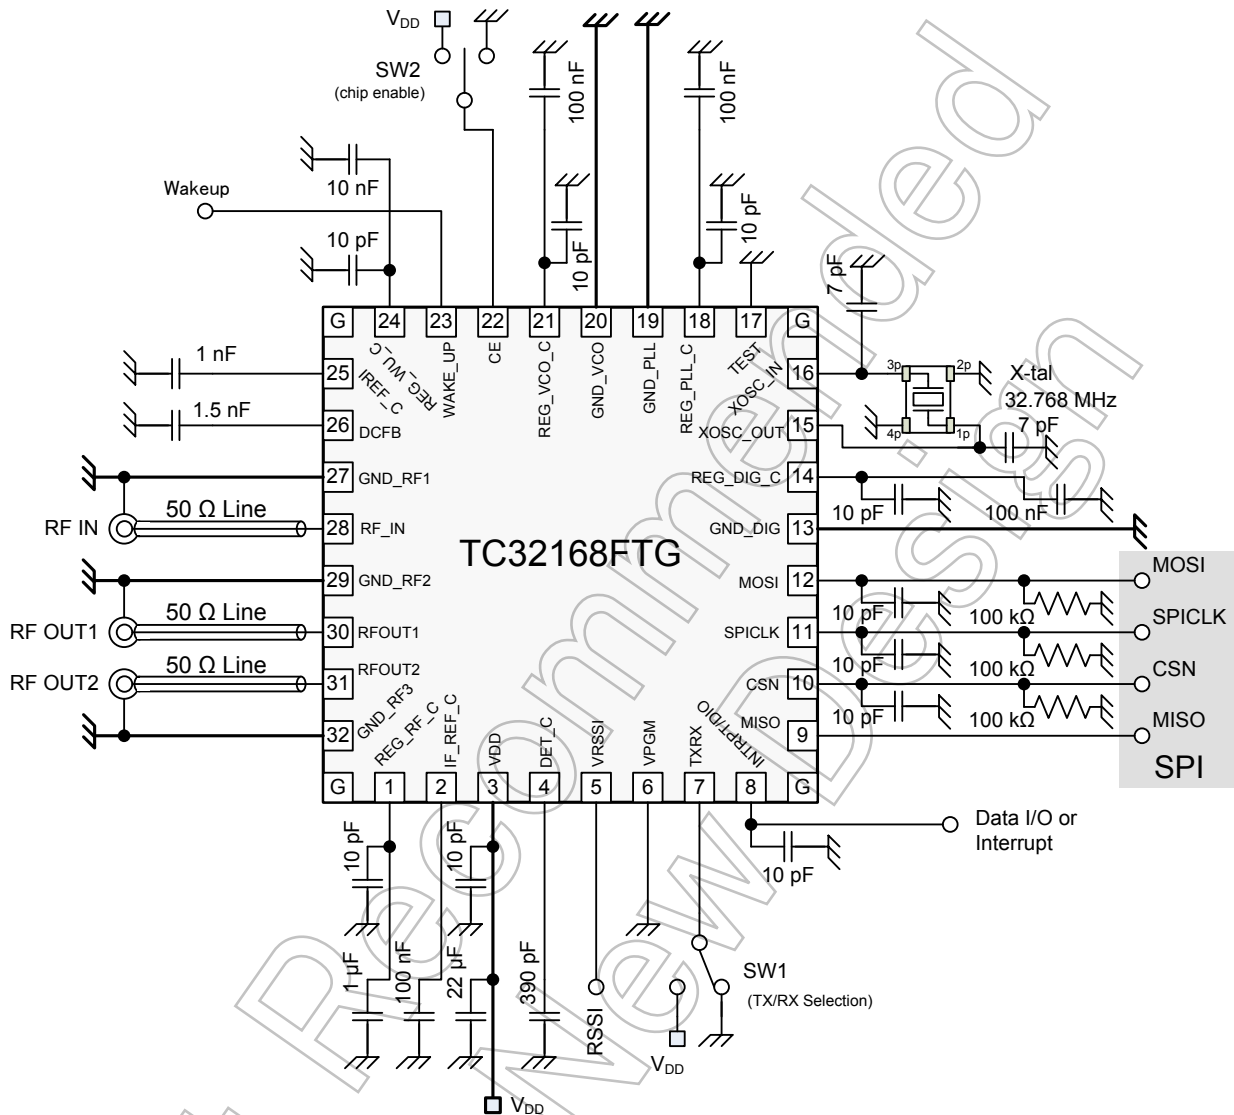 VDD
SW2
(chip enable)
100 nF
100 nF
10 nF
Wakeup
10 pF
10 pF
10 pF
7 pF
G
24
23
22
21
20
19
18
17
G
REG_WU_C
WAKE_UP
CE
REG_VCO_C
GND_VCO
GND_PLL
REG_PLL_C
TEST
1 nF
25
IREF_C
XOSC_IN
16
3p
2p
X-tal
32.768 MHz
1.5 nF
26
DCFB
XOSC_OUT
15
4p
1p
7 pF
27
GND_RF1
REG_DIG_C
14
10 pF
100 nF
RF IN
50 Ω Line
28
RF_IN
GND_DIG
13
TC32168FTG
29
GND_RF2
MOSI
12
10 pF
100 kΩ
MOSI
RF OUT1
50 Ω Line
30
RFOUT1
SPICLK
11
10 pF
100 kΩ
SPICLK
RF OUT2
50 Ω Line
31
RFOUT2
CSN
10
10 pF
100 kΩ
CSN
32
GND_RF3
MISO
9
MISO
SPI
REG_RF_C
IF_REF_C
VDD
DET_C
VRSSI
VPGM
TXRX
INTRPT/DIO
G
1
2
3
4
5
6
7
8
G
10 pF
10 pF
Data I/O or
Interrupt
10 pF
1 µF
100 nF
22 µF
390 pF
RSSI
SW1
(TX/RX Selection)
VDD
VDD
Recommended
New Design